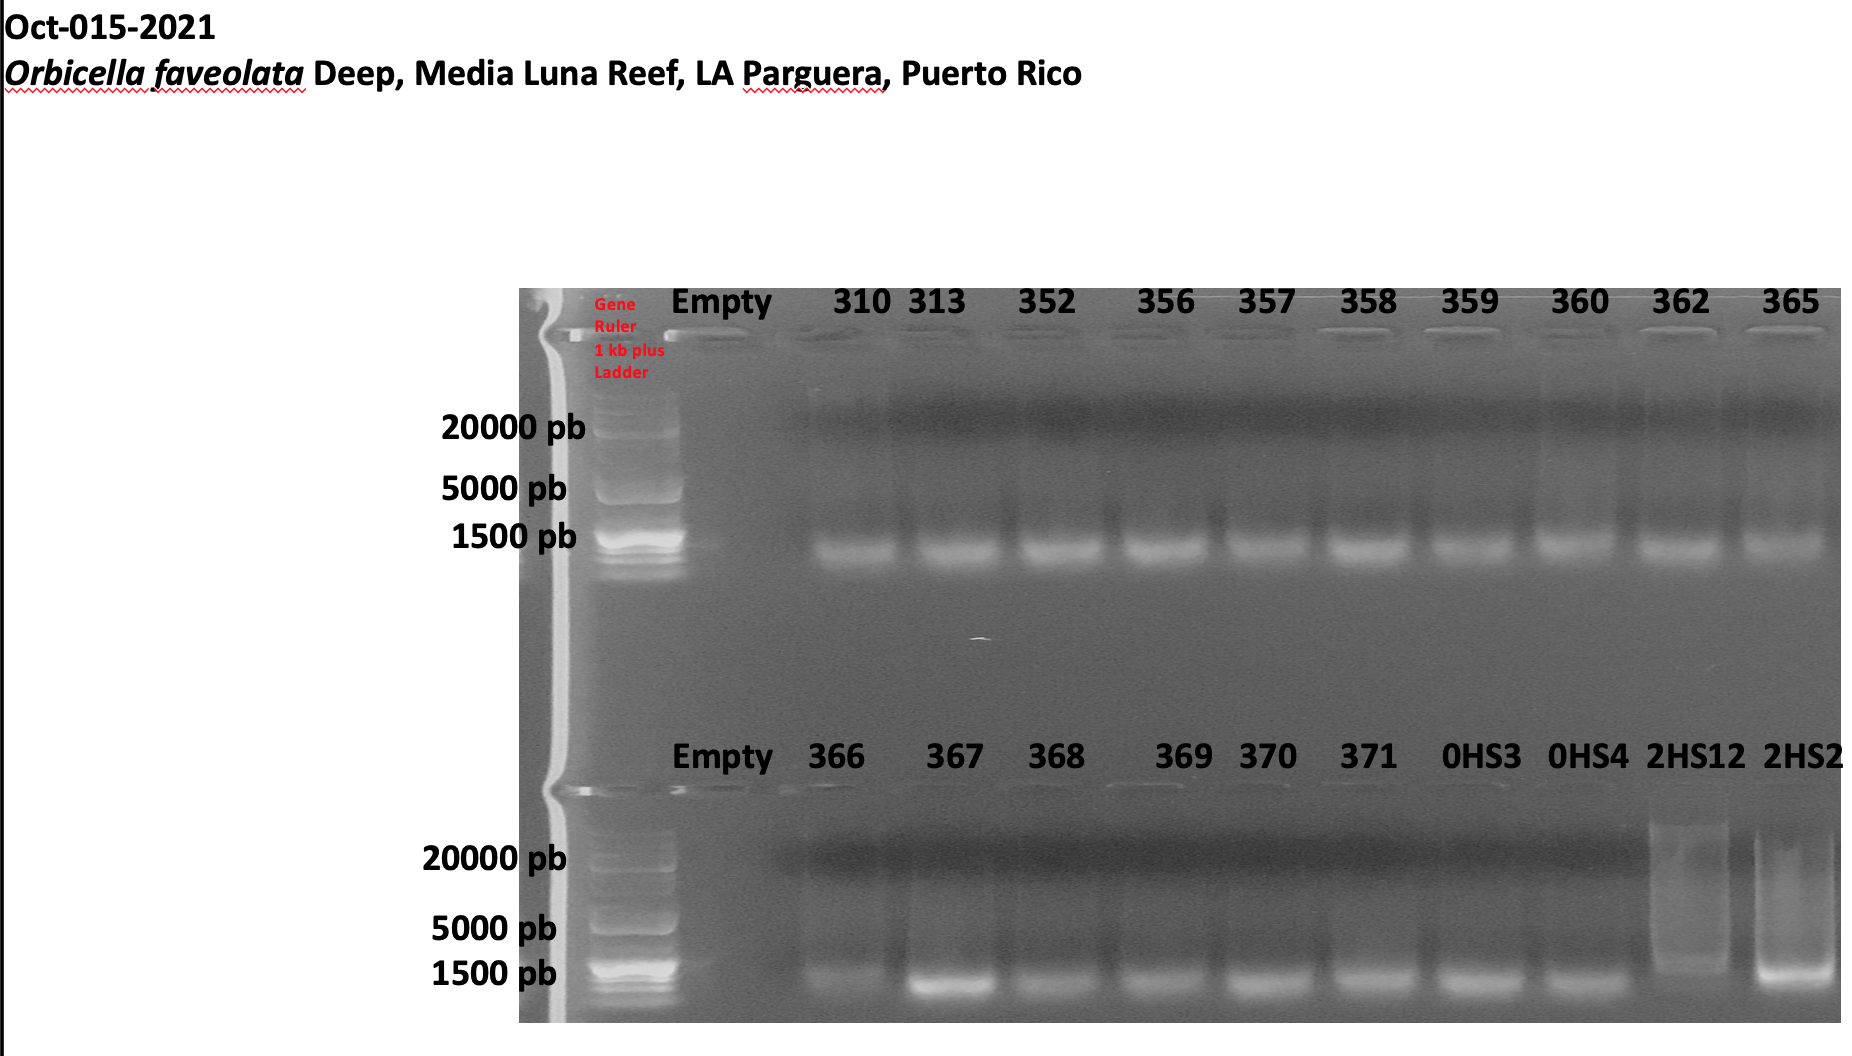 Oct-015-2021
Orbicella faveolata Deep, Media Luna Reef, LA Parguera, Puerto Rico
Gene
Ruler
1 kb plus
Ladder
Empty 310 313 352 356 357 358 359 360 362 365
20000 pb
5000 pb
1500 pb
Empty 366 367 368 369 370 371 0HS3 0HS4 2HS12 2HS2
20000 pb
5000 pb
1500 pb